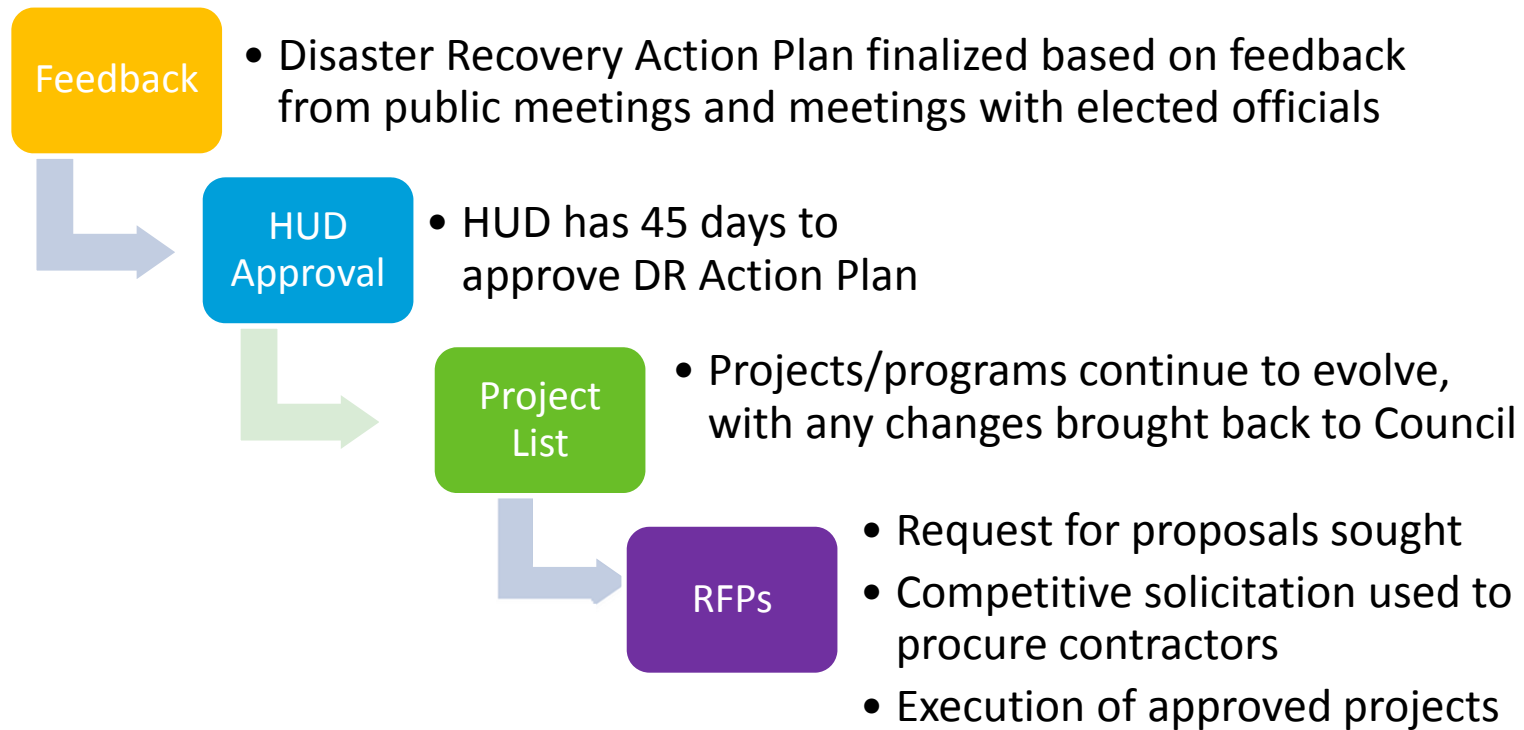 Feedback
• Disaster Recovery Action Plan finalized based on feedback
from public meetings and meetings with elected officials
HUD
Approval
• HUD has 45 days to
approve DR Action Plan
Project
List
• Projects/programs continue to evolve,
with any changes brought back to Council
RFPs
• Request for proposals sought
• Competitive solicitation used to
procure contractors
• Execution of approved projects